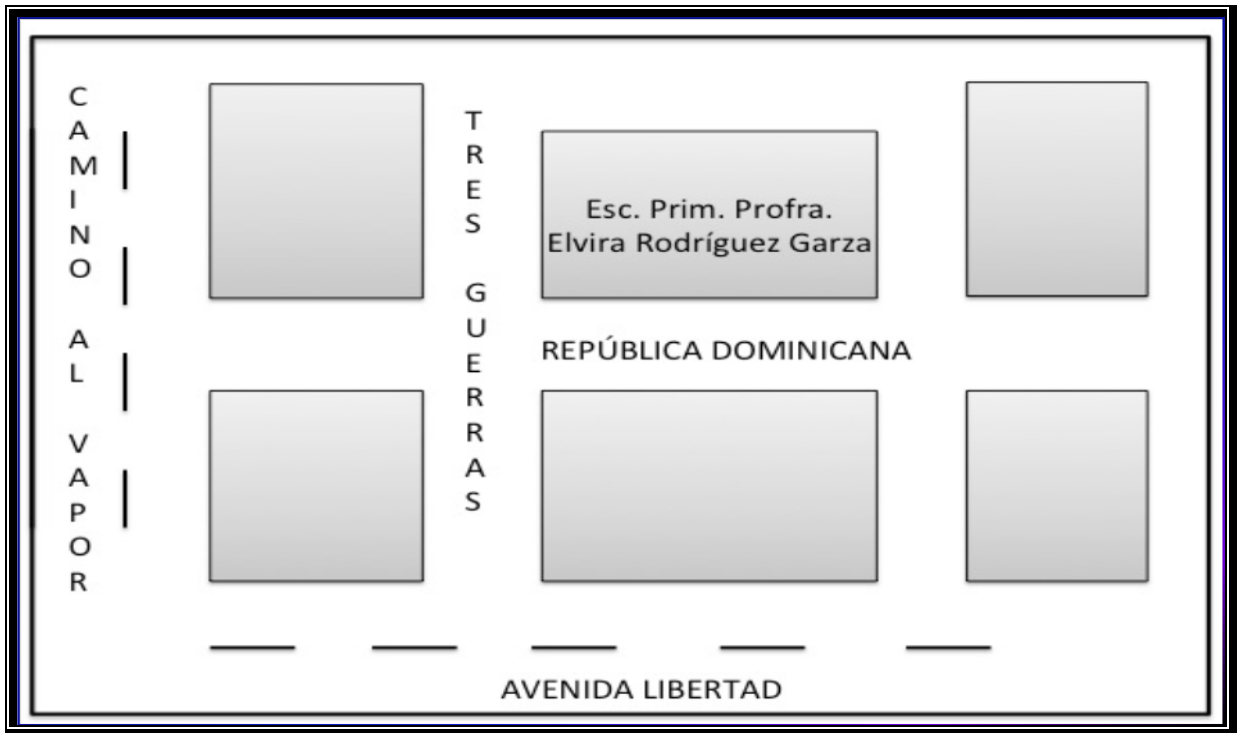 CAMINO AL VAPOR
TRES GUERRAS
Esc. Prim. Profra.
Elvira Rodríguez Garza
REPÚBLICA DOMINICANA
AVENIDA LIBERTAD